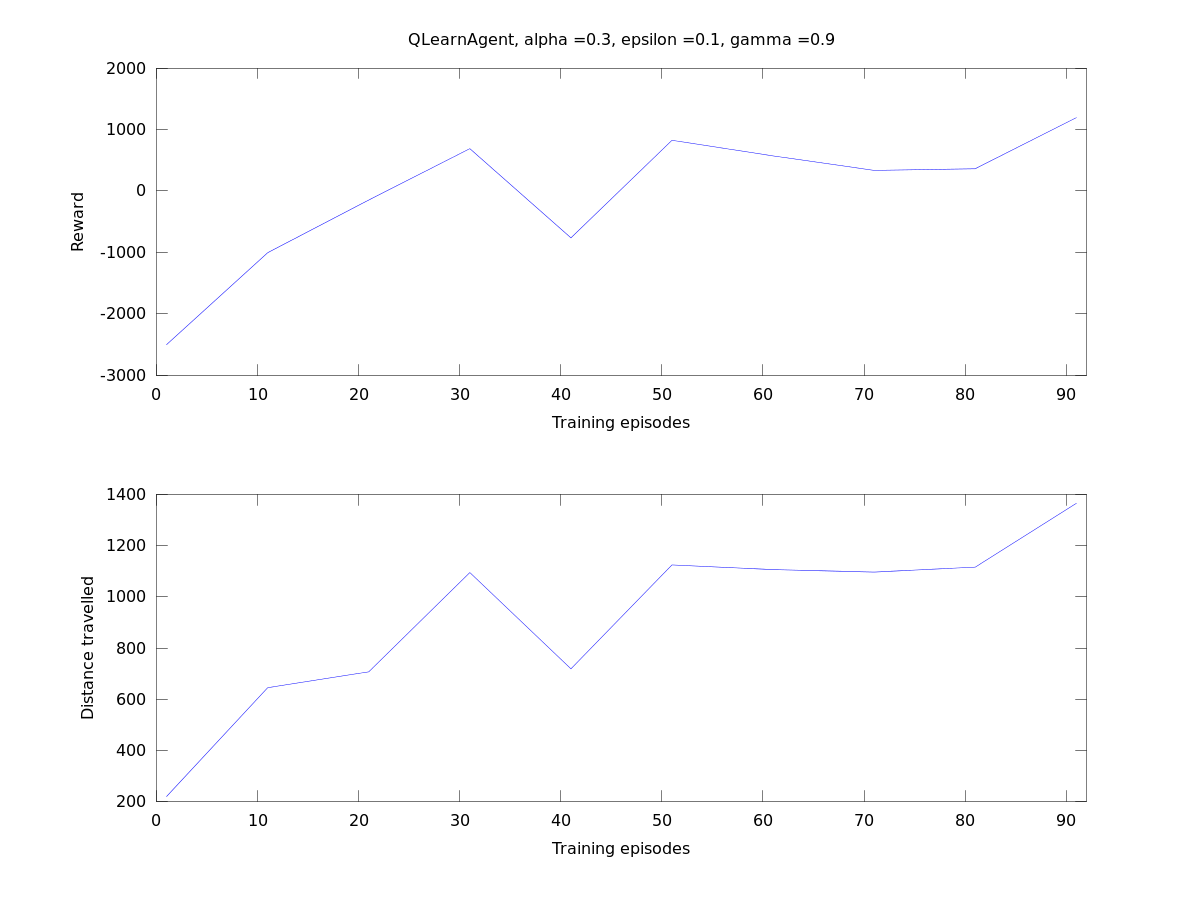 QLearnAgent, alpha =0.3, epsilon =0.1, gamma =0.9
2000
1000
0
-1000
-2000
-3000
Reward
0 10 20 30 40 50 60 70 80 90
Training episodes
1400
1200
1000
800
600
400
200
Distance travelled
0 10 20 30 40 50 60 70 80 90
Training episodes